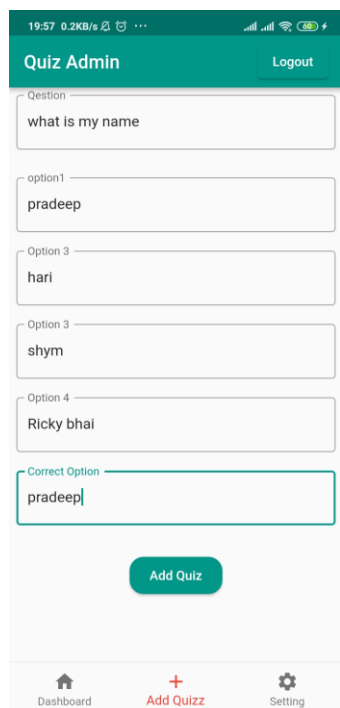 19:57 0.2KB/s ... 60
Quiz Admin Logout
Qestion
what is my name
option1
pradeep
Option 3
hari
Option 3
shym
Option 4
Ricky bhai
Correct Option
pradeep
Add Quiz
Dashboard Add Quizz Setting